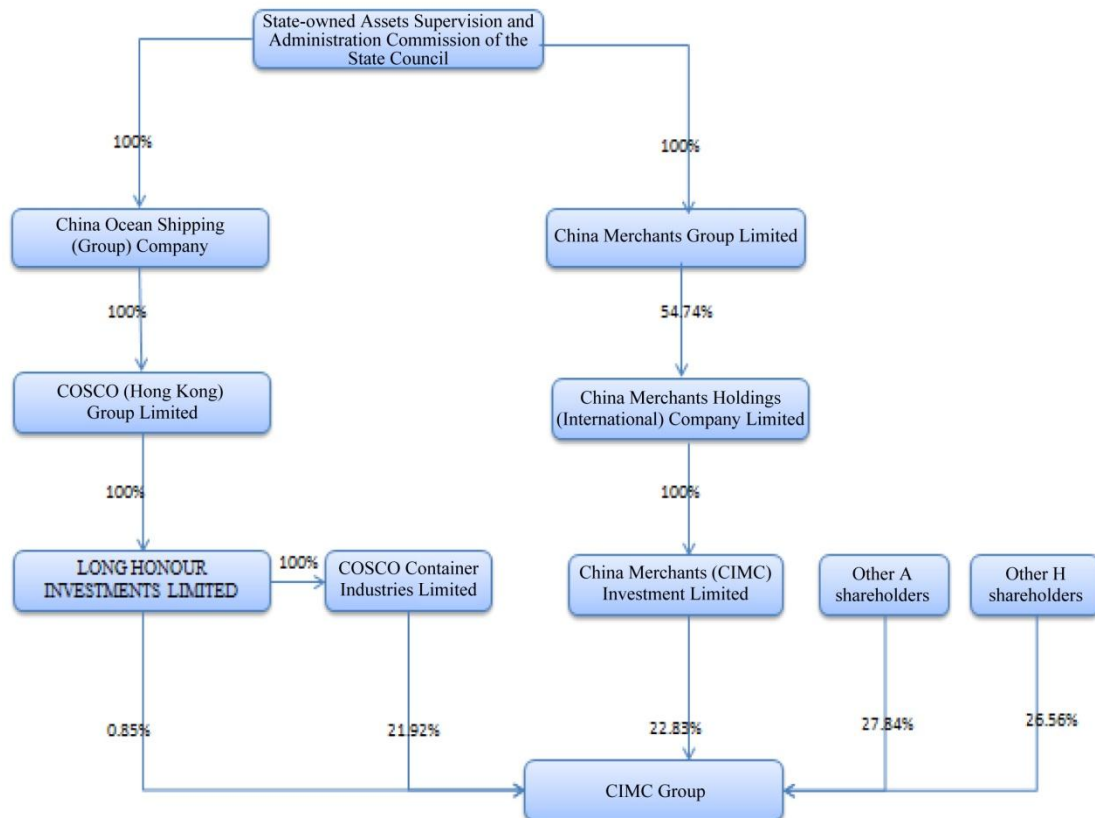 State-owned Assets Supervision and
Administration Commission of the
State Council
100%
100%
China Ocean Shipping
(Group) Company
China Merchants Group Limited
100%
54.74%
COSCO (Hong Kong)
Group Limited
China Merchants Holdings
(International) Company Limited
100%
100%
LONG HONOUR
INVESTMENTS LIMITED
100%
COSCO Container
Industries Limited
China Merchants (CIMC)
Investment Limited
Other A
shareholders
Other H
shareholders
0.85%
21.92%
22.83%
27.84%
26.56%
CIMC Group